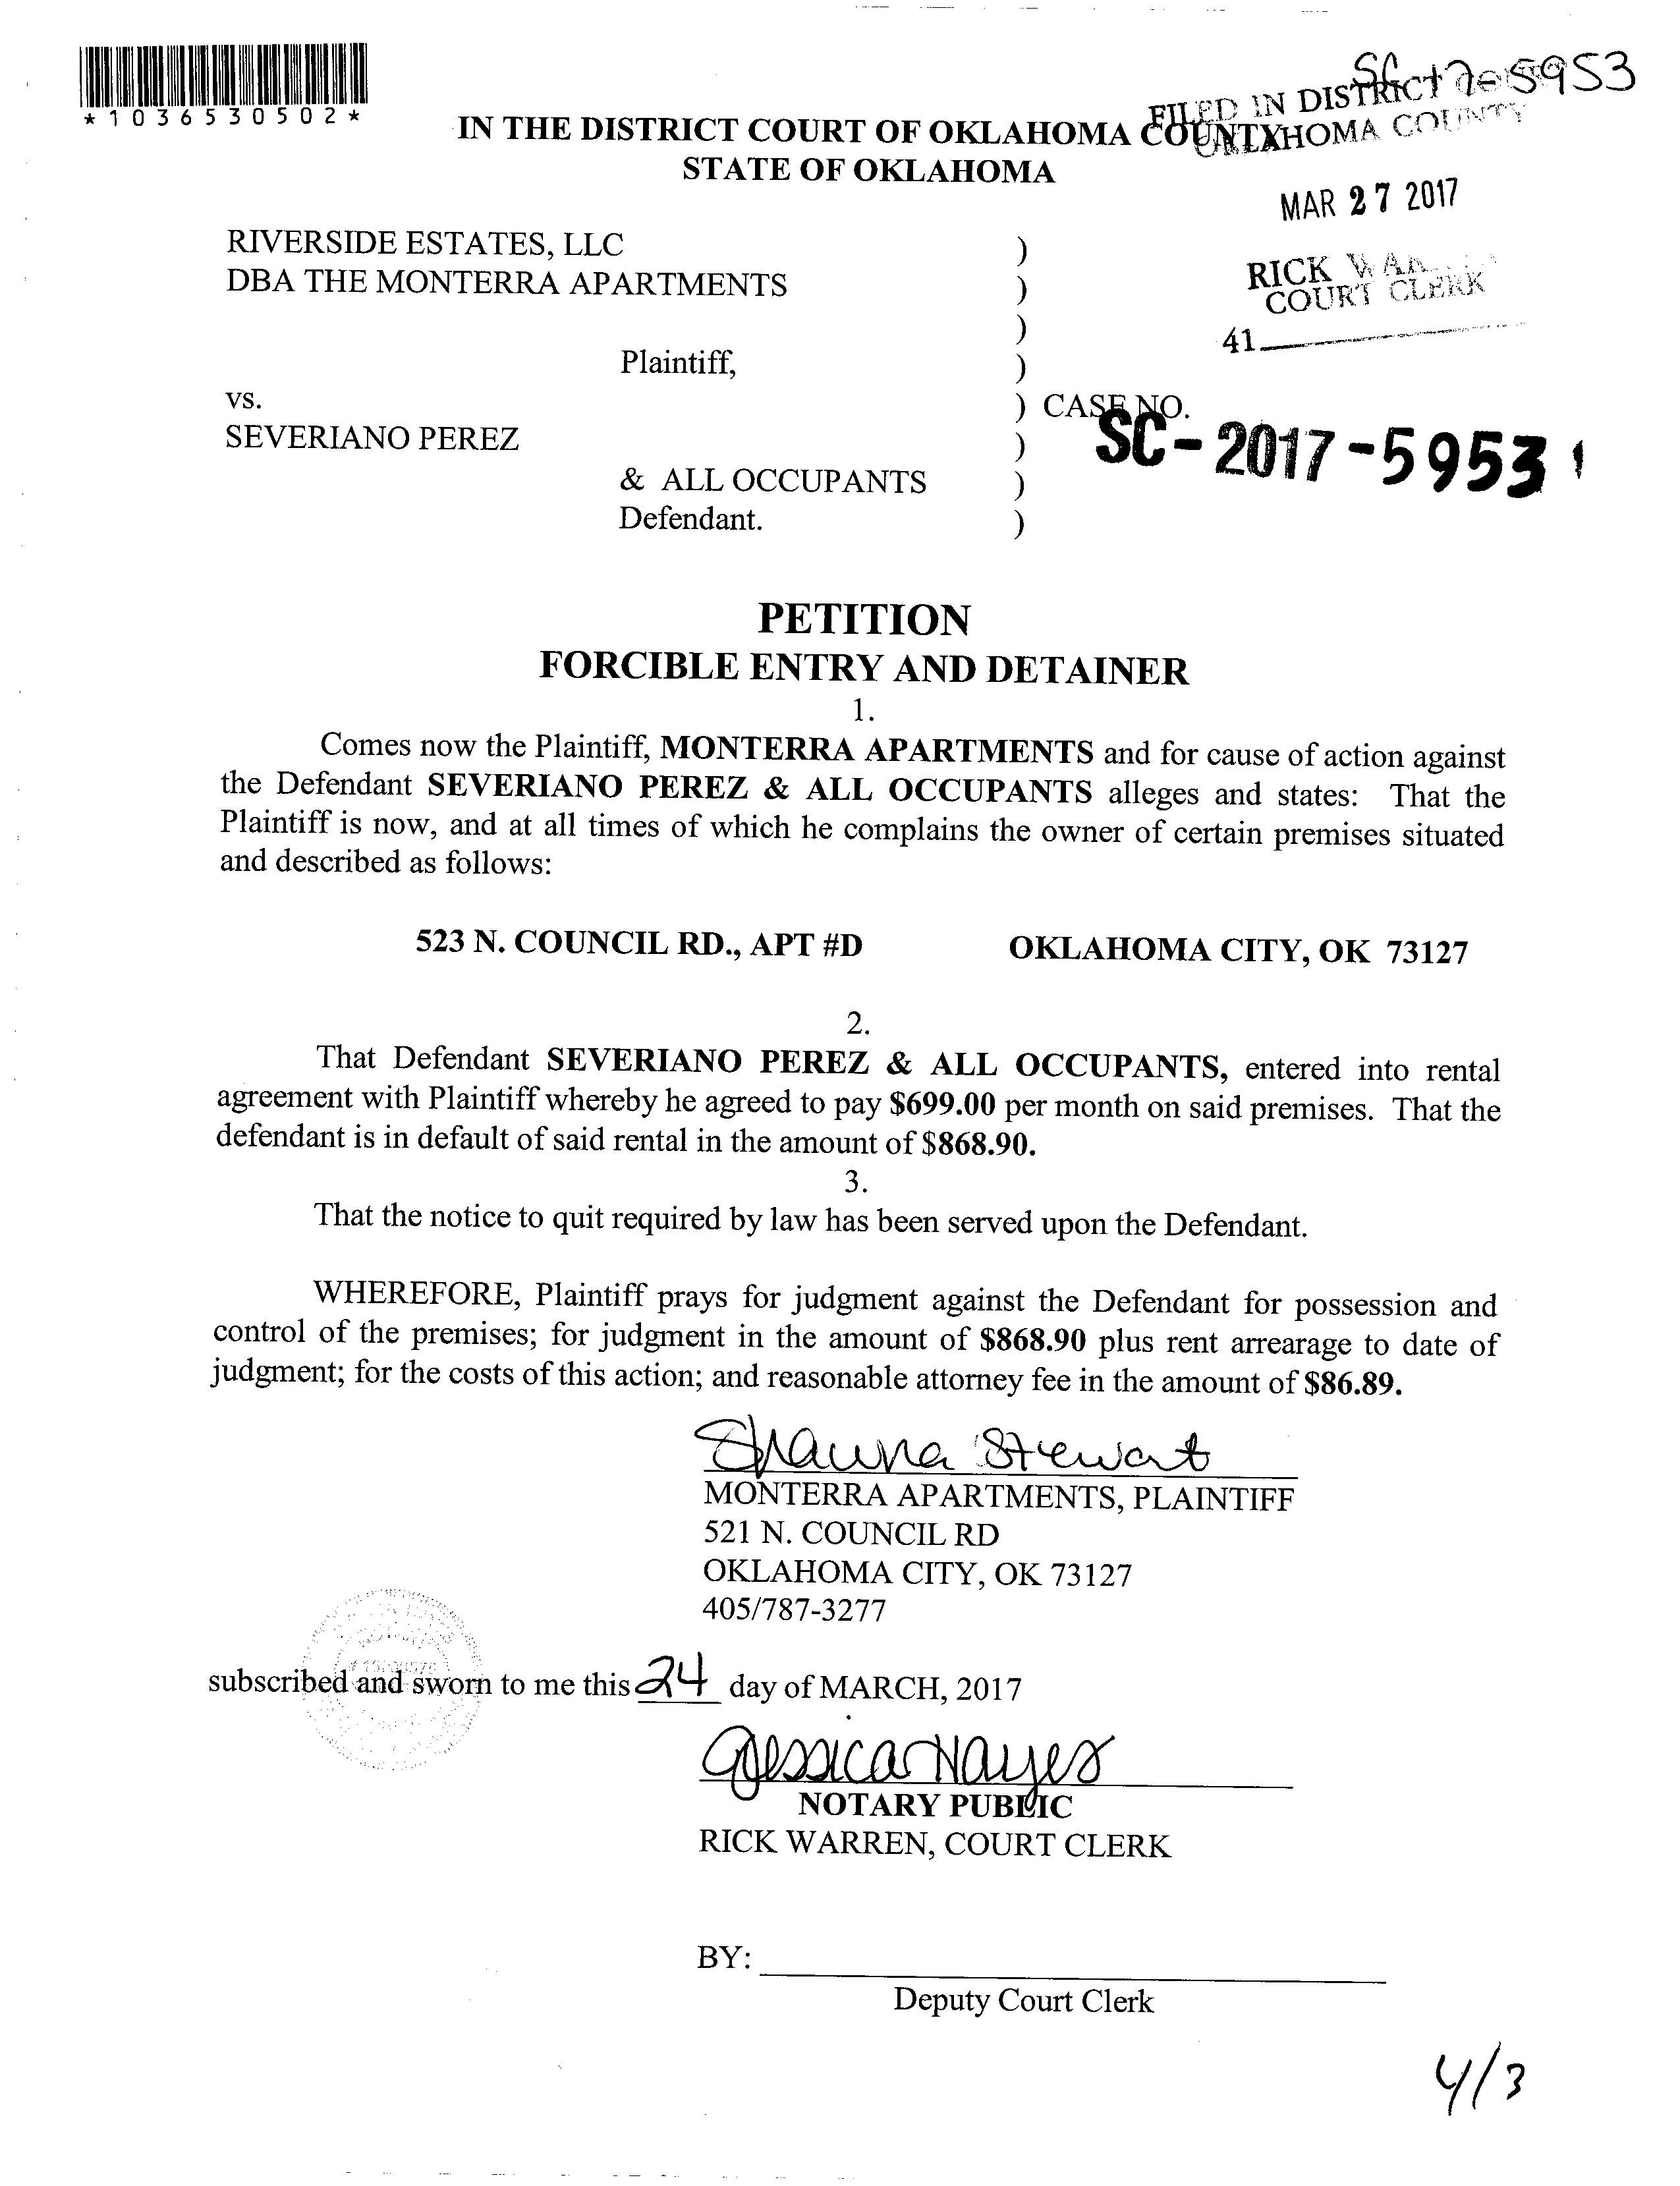 *1036530502*
SC-17-5953
FILED IN DISTRICT
IN THE DISTRICT COURT OF OKLAHOMA COUNTY
OKLAHOMA COUNTY
STATE OF OKLAHOMA
MAR 27 2017
RICK
COURT CLERK
41
RIVERSIDE ESTATES, LLC )
DBA THE MONTERRA APARTMENTS )
)
Plaintiff, )
vs. ) CASE NO.
SC-2017-5953
SEVERIANO PEREZ )
& ALL OCCUPANTS )
Defendant. )
PETITION
FORCIBLE ENTRY AND DETAINER
1.
Comes now the Plaintiff, MONTERRA APARTMENTS and for cause of action against
the Defendant SEVERIANO PEREZ & ALL OCCUPANTS alleges and states: That the
Plaintiff is now, and at all times of which he complains the owner of certain premises situated
and described as follows:
523 N. COUNCIL RD., APT #D OKLAHOMA CITY, OK 73127
2.
That Defendant SEVERIANO PEREZ & ALL OCCUPANTS, entered into rental
agreement with Plaintiff whereby he agreed to pay $699.00 per month on said premises. That the
defendant is in default of said rental in the amount of $868.90.
3.
That the notice to quit required by law has been served upon the Defendant.
WHEREFORE, Plaintiff prays for judgment against the Defendant for possession and
control of the premises; for judgment in the amount of $868.90 plus rent arrearage to date of
judgment; for the costs of this action; and reasonable attorney fee in the amount of $86.89.
Shawna Stewart
MONTERRA APARTMENTS, PLAINTIFF
521 N. COUNCIL RD
OKLAHOMA CITY, OK 73127
405/787-3277
subscribed and sworn to me this 24 day of MARCH, 2017
Jessica Hayes
NOTARY PUBLIC
RICK WARREN, COURT CLERK
BY:
Deputy Court Clerk
4/3